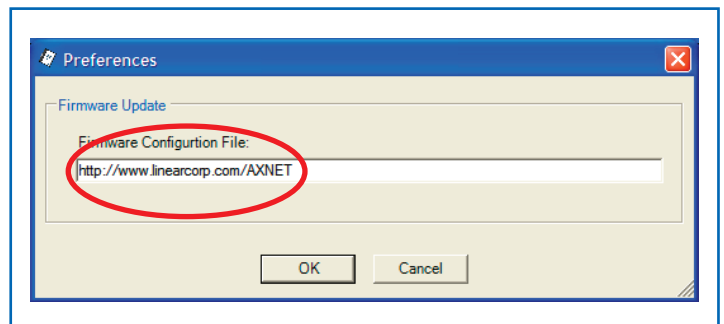 Preferences
Firmware Update
Firmware Configurtion File:
http://www.linearcorp.com/AXNET
OK
Cancel